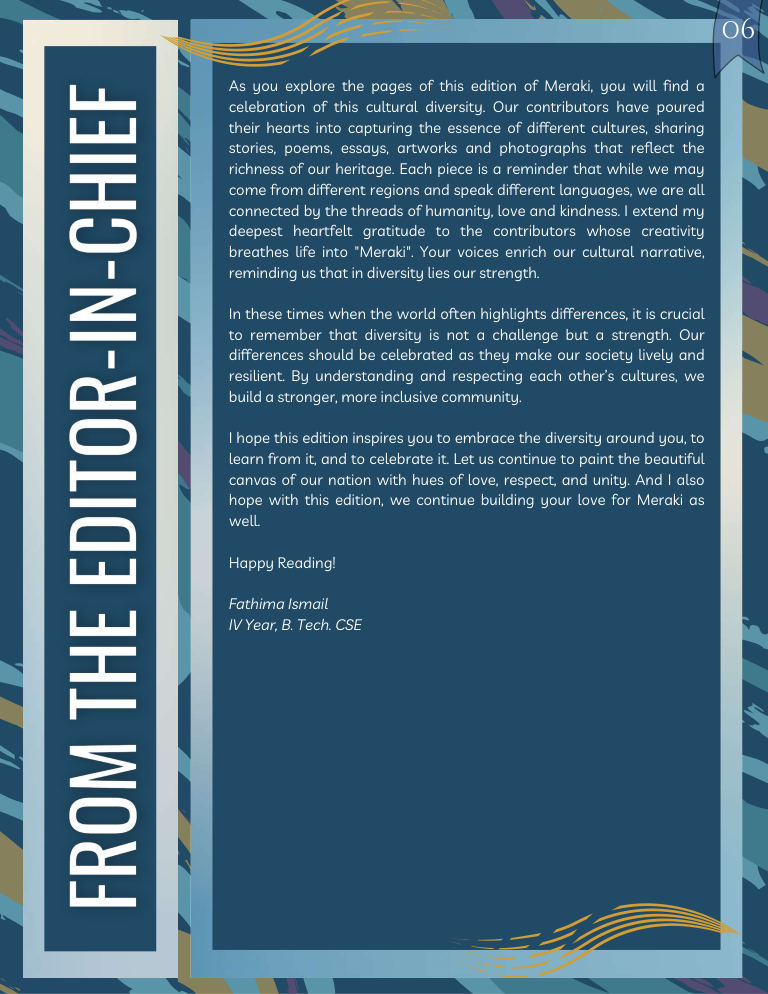 06
FROM THE EDITOR-IN-CHIEF
As you explore the pages of this edition of Meraki, you will find a
celebration of this cultural diversity. Our contributors have poured
their hearts into capturing the essence of different cultures, sharing
stories, poems, essays, artworks and photographs that reflect the
richness of our heritage. Each piece is a reminder that while we may
come from different regions and speak different languages, we are all
connected by the threads of humanity, love and kindness. I extend my
deepest heartfelt gratitude to the contributors whose creativity
breathes life into "Meraki". Your voices enrich our cultural narrative,
reminding us that in diversity lies our strength.
In these times when the world often highlights differences, it is crucial
to remember that diversity is not a challenge but a strength. Our
differences should be celebrated as they make our society lively and
resilient. By understanding and respecting each other’s cultures, we
build a stronger, more inclusive community.
I hope this edition inspires you to embrace the diversity around you, to
learn from it, and to celebrate it. Let us continue to paint the beautiful
canvas of our nation with hues of love, respect, and unity. And I also
hope with this edition, we continue building your love for Meraki as
well.
Happy Reading!
Fathima Ismail
IV Year, B. Tech. CSE